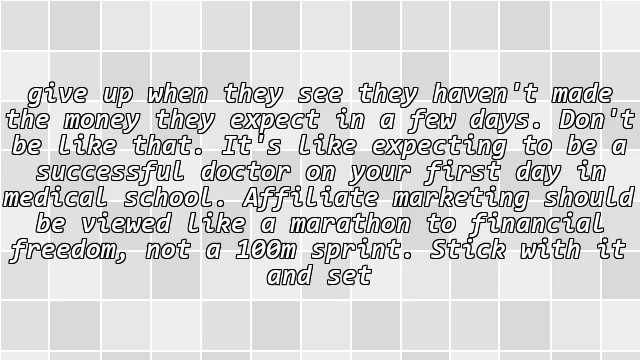 give up when they see they haven't made
the money they expect in a few days. Don't
be like that. It's like expecting to be a
successful doctor on your first day in
medical school. Affiliate marketing should
be viewed like a marathon to financial
freedom, not a 100m sprint. Stick with it
and set